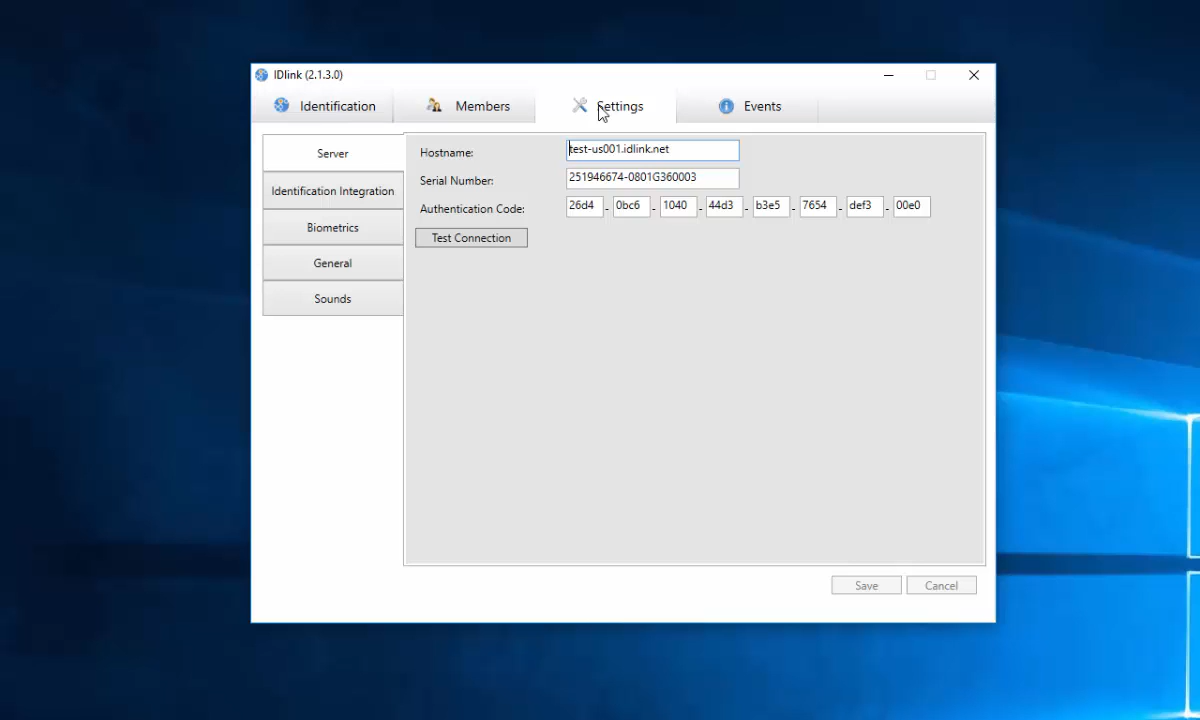 IDlink (2.1.3.0)
Identification Members Settings Events
Server
Identification Integration
Biometrics
General
Sounds
Hostname: test-us001.idlink.net
Serial Number: 251946674-0801G360003
Authentication Code: 26d4 - 0bc6 - 1040 - 44d3 - b3e5 - 7654 - def3 - 00e0
Test Connection
Save Cancel